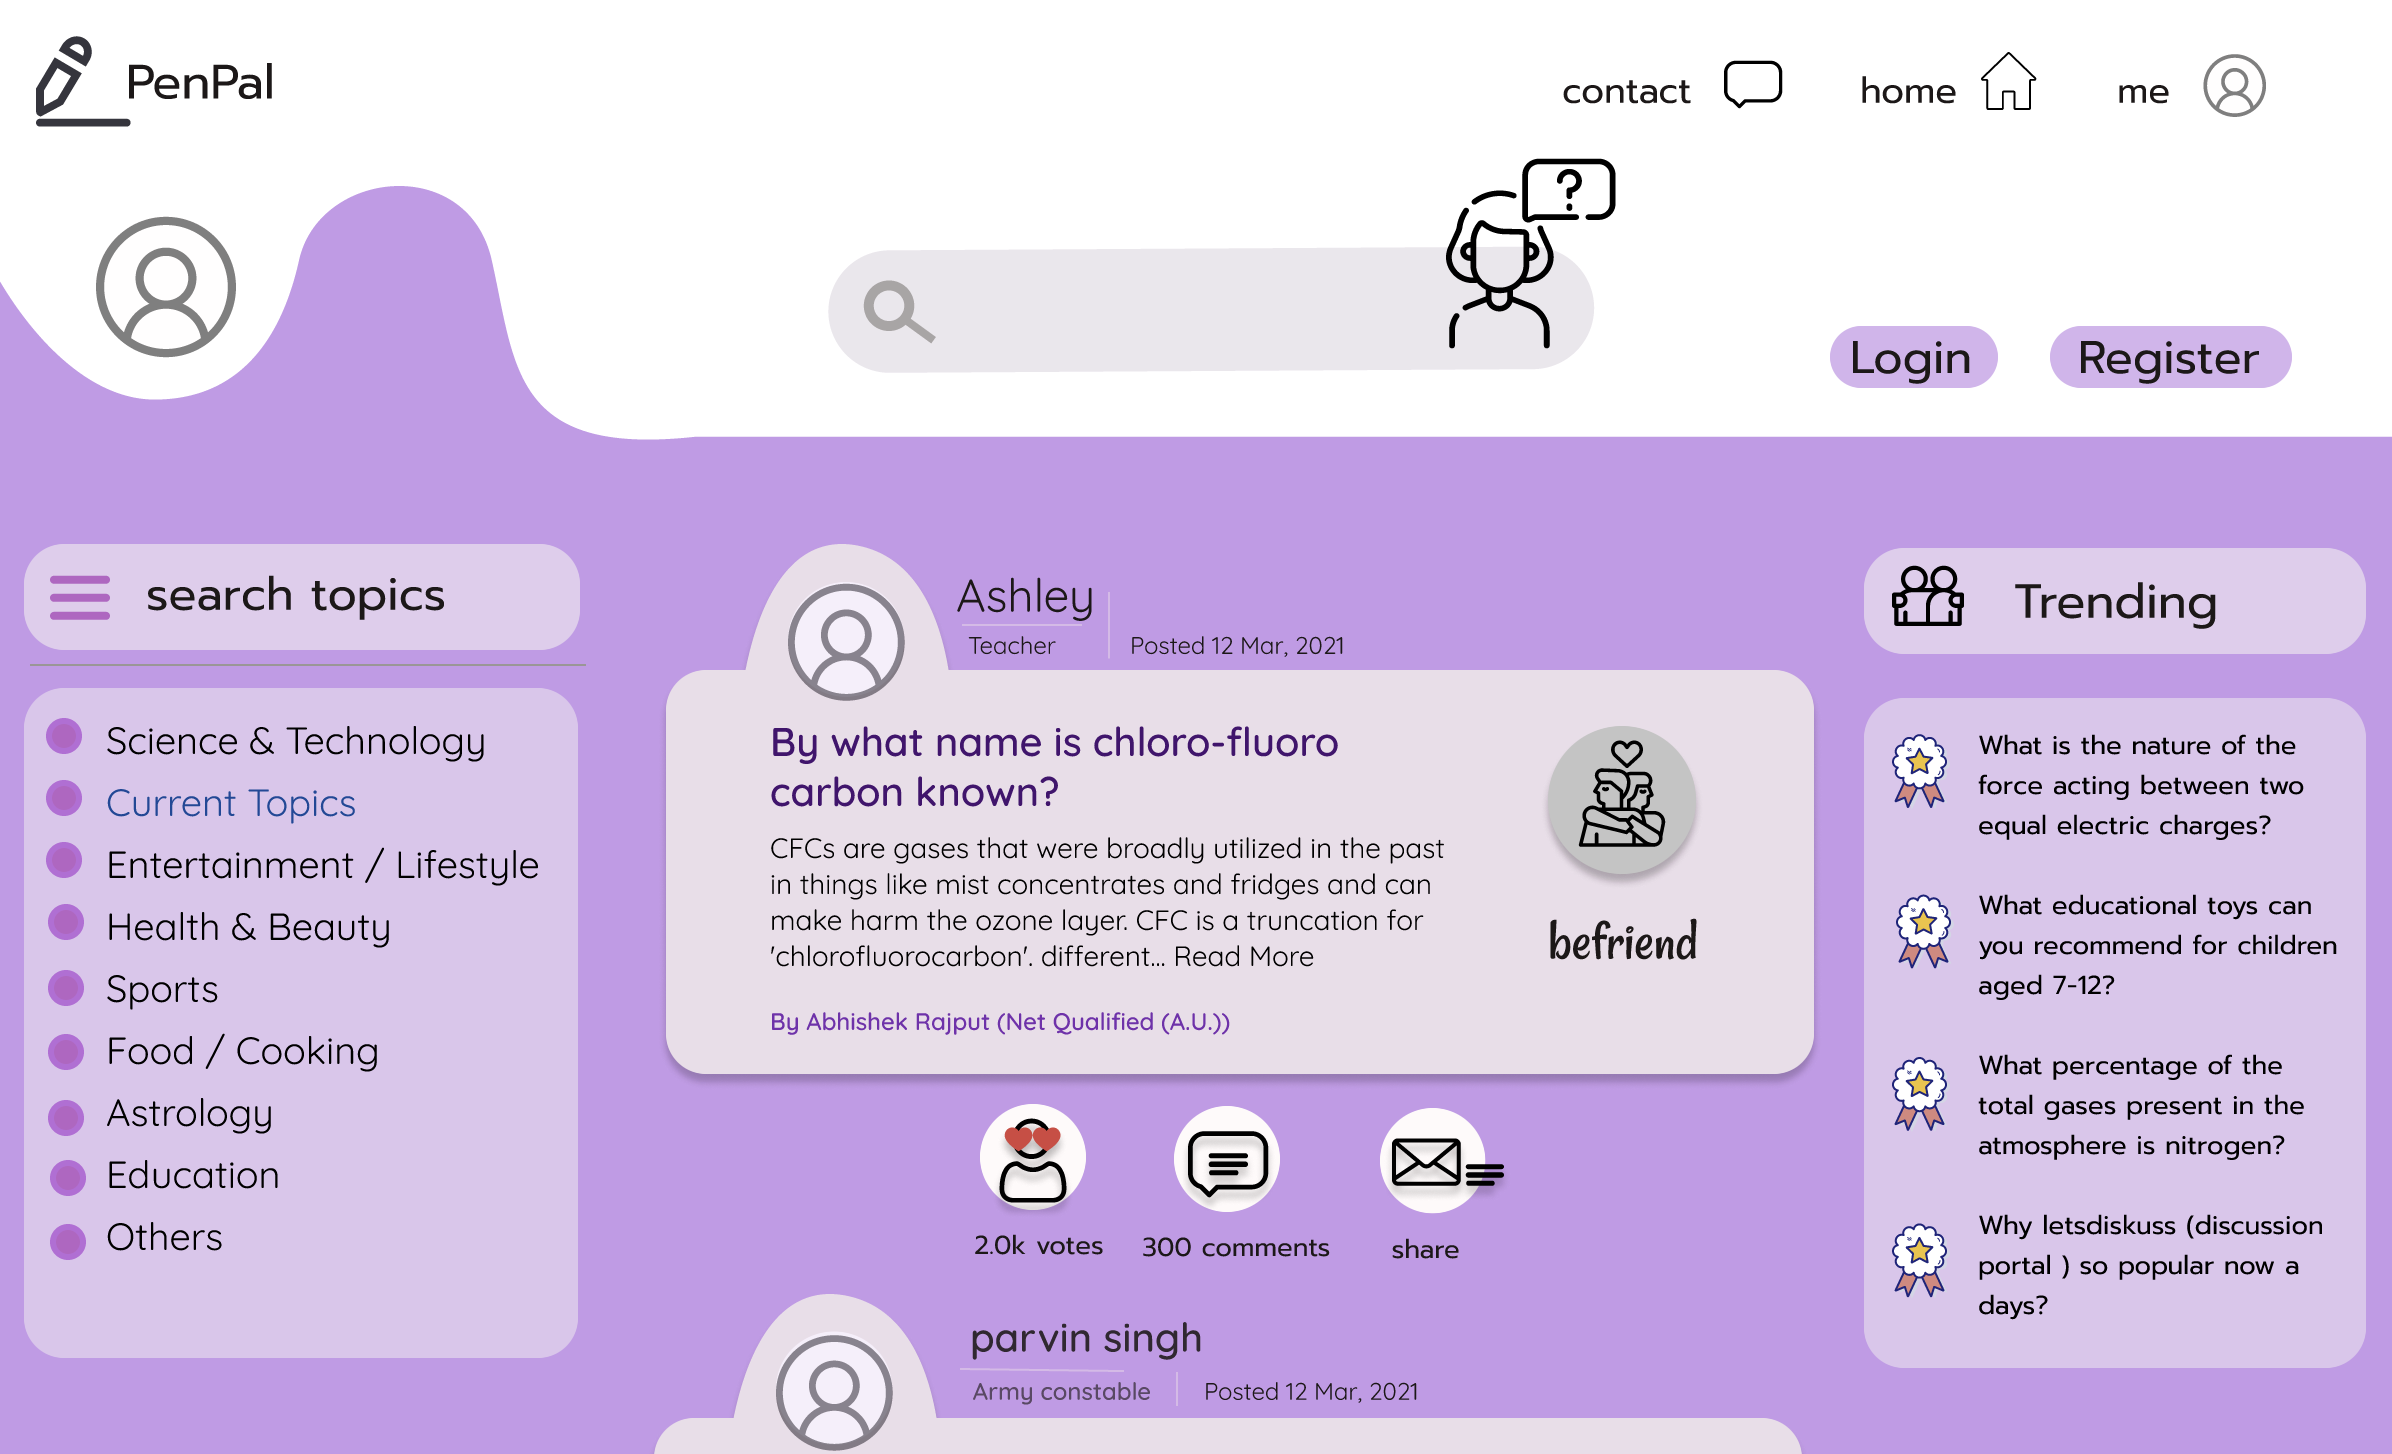 PenPal
contact
home
me
?
Login
Register
search topics
Science & Technology
Current Topics
Entertainment / Lifestyle
Health & Beauty
Sports
Food / Cooking
Astrology
Education
Others
Ashley
Teacher
Posted 12 Mar, 2021
By what name is chloro-fluoro
carbon known?
CFCs are gases that were broadly utilized in the past
in things like mist concentrates and fridges and can
make harm the ozone layer. CFC is a truncation for
'chlorofluorocarbon'. different... Read More
By Abhishek Rajput (Net Qualified (A.U.))
befriend
2.0k votes
300 comments
share
parvin singh
Army constable
Posted 12 Mar, 2021
Trending
What is the nature of the
force acting between two
equal electric charges?
What educational toys can
you recommend for children
aged 7-12?
What percentage of the
total gases present in the
atmosphere is nitrogen?
Why letsdiskuss (discussion
portal ) so popular now a
days?